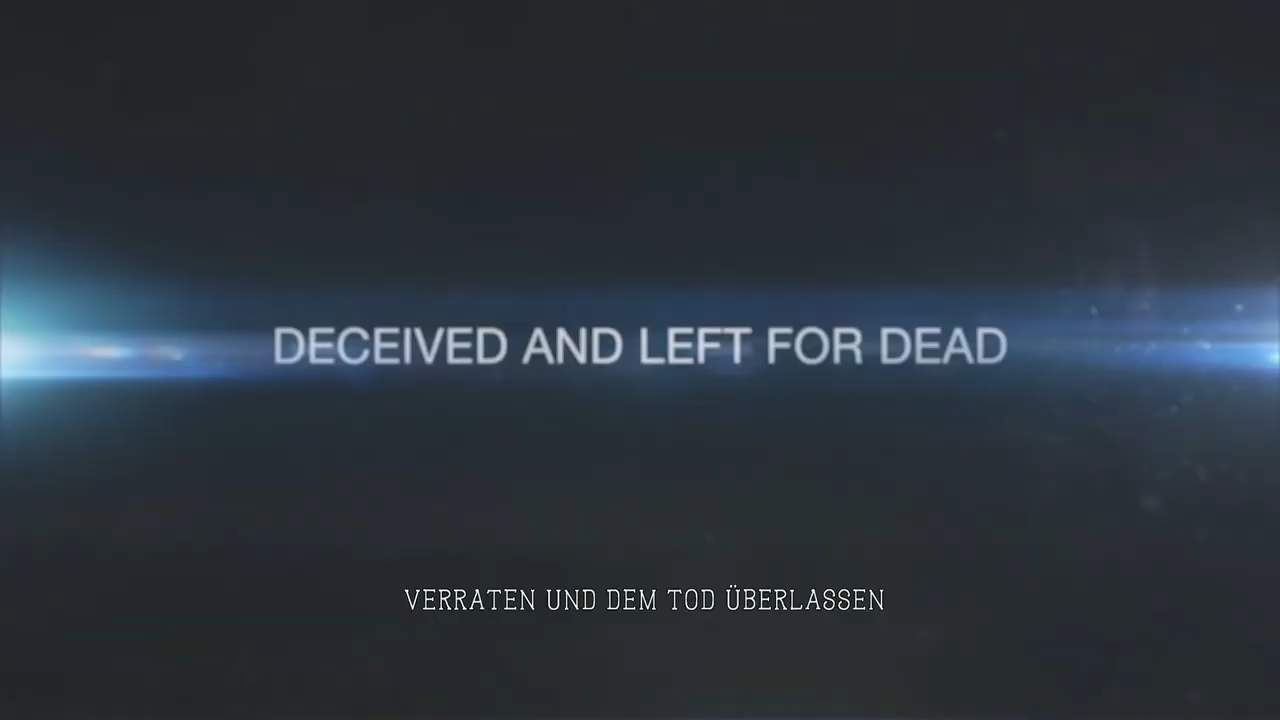 DECEIVED AND LEFT FOR DEAD
VERRATEN UND DEM TOD ÜBERLASSEN